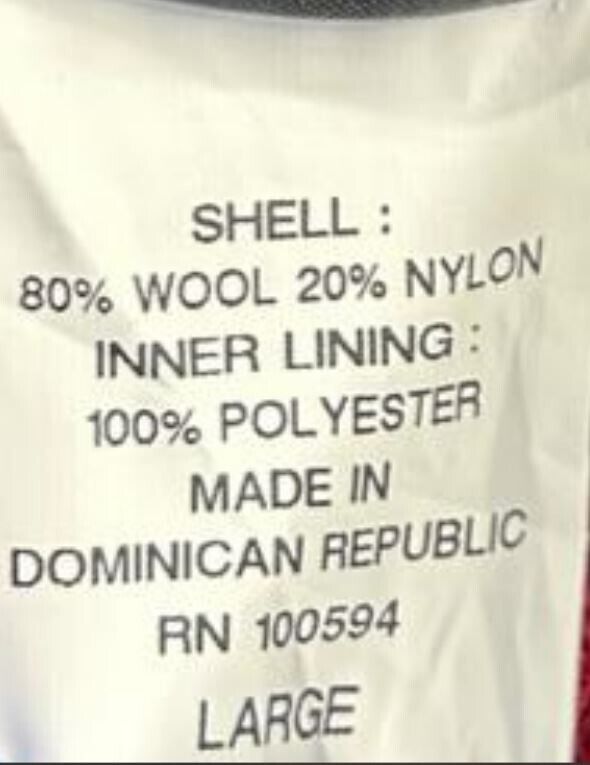 SHELL :
80% WOOL 20% NYLON
INNER LINING :
100% POLYESTER
MADE IN
DOMINICAN REPUBLIC
RN 100594
LARGE